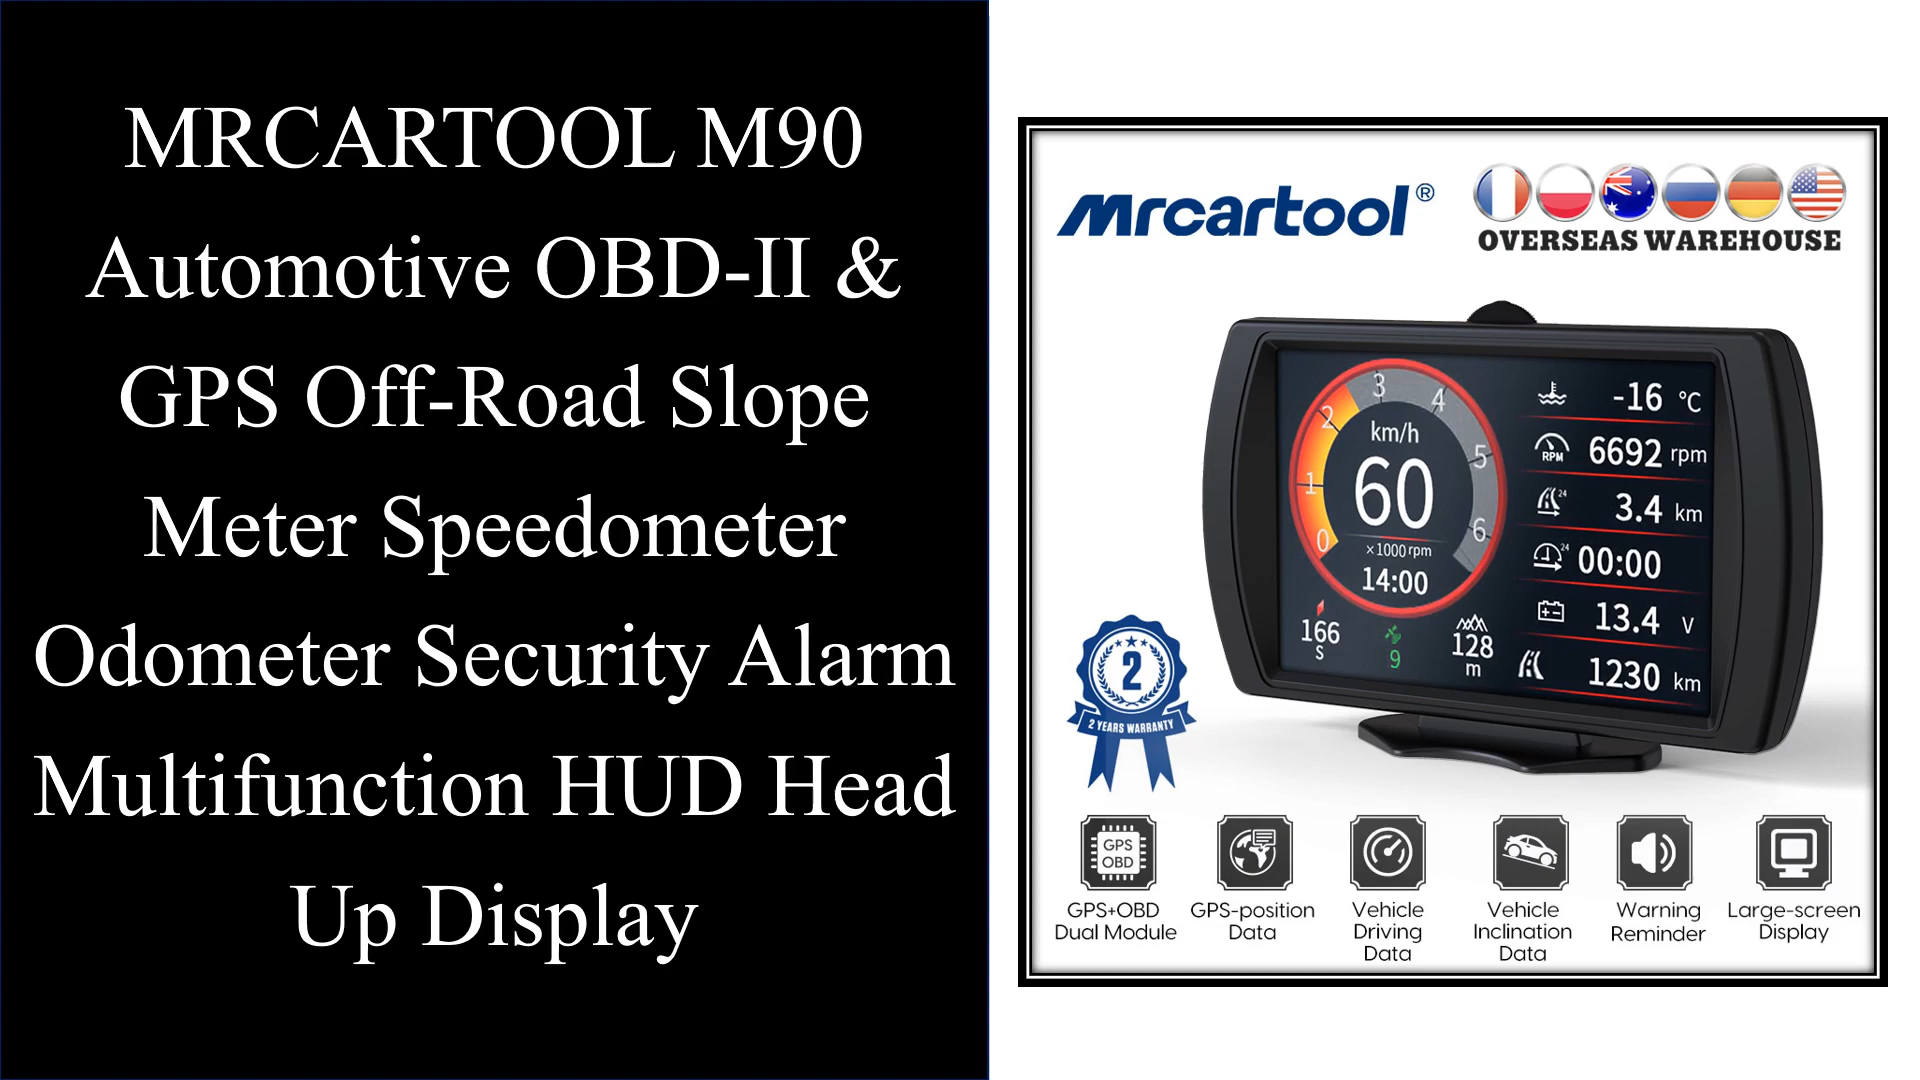 MRCARTOOL M90
Automotive OBD-II &
GPS Off-Road Slope
Meter Speedometer
Odometer Security Alarm
Multifunction HUD Head
Up Display
Mrcartool®
OVERSEAS WAREHOUSE
km/h
60
×1000 rpm
14:00
0
1
2
3
4
5
6
166
S
9
128
m
-16 °C
RPM 6692 rpm
24 3.4 km
24 00:00
13.4 V
1230 km
2
2 YEARS WARRANTY
GPS
OBD
GPS+OBD
Dual Module
GPS-position
Data
Vehicle
Driving
Data
Vehicle
Inclination
Data
Warning
Reminder
Large-screen
Display